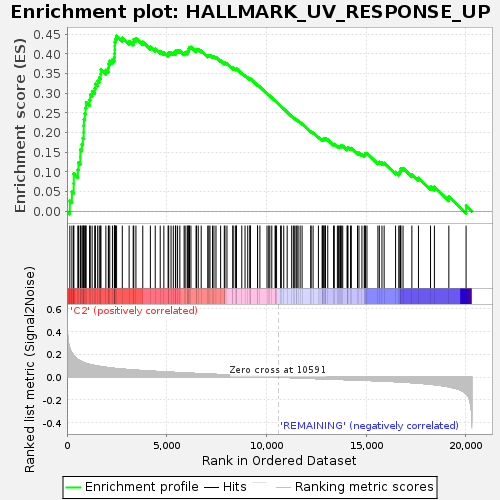 Enrichment plot: HALLMARK_UV_RESPONSE_UP
Enrichment score (ES)
0.45
0.40
0.35
0.30
0.25
0.20
0.15
0.10
0.05
0.00
Ranked list metric (Signal2Noise)
0.6
0.4
0.2
0.0
-0.2
-0.4
'C2' (positively correlated)
Zero cross at 10591
'REMAINING' (negatively correlated)
0
5,000
10,000
15,000
20,000
Rank in Ordered Dataset
Enrichment profile
Hits
Ranking metric scores